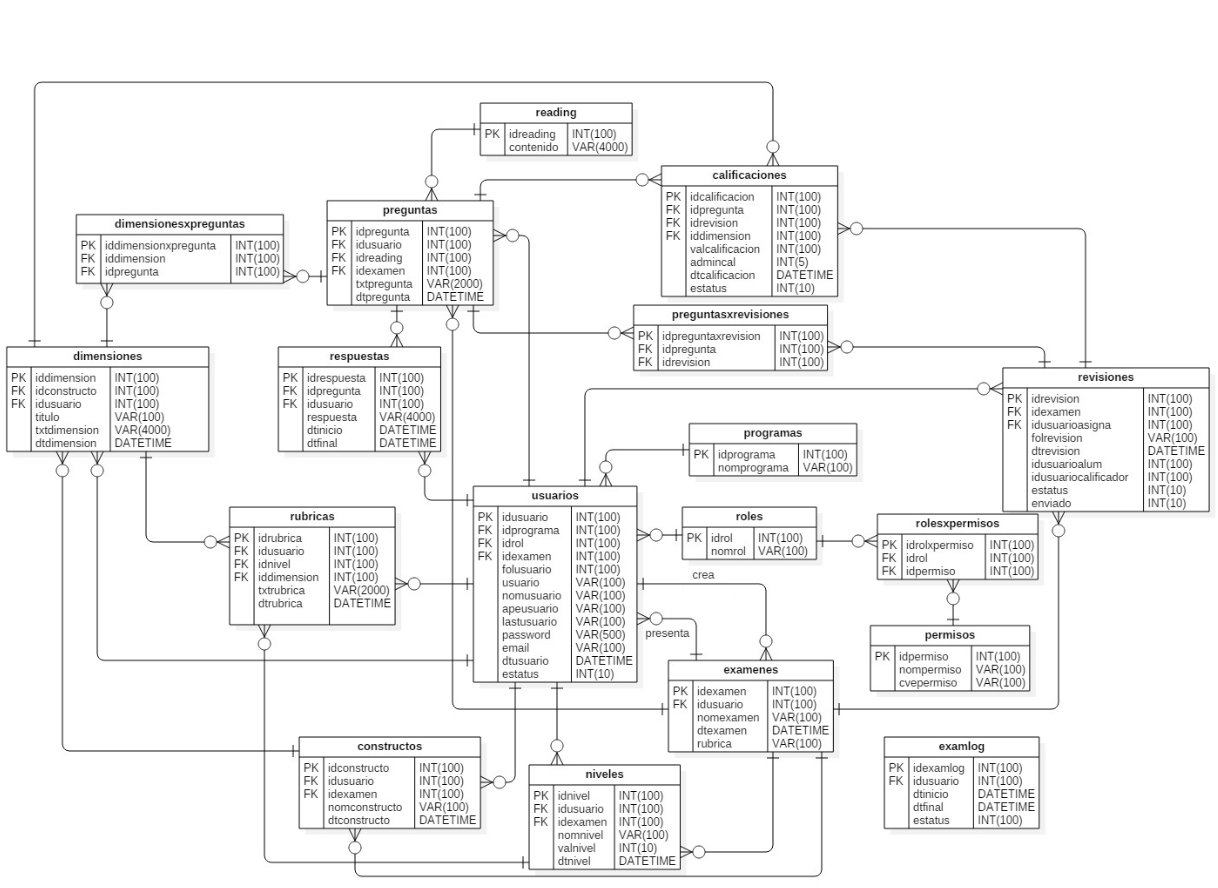 reading
PK idreading INT(100)
contenido VAR(4000)
calificaciones
PK idcalificacion INT(100)
FK idpregunta INT(100)
FK idrevision INT(100)
FK iddimension INT(100)
valcalificacion INT(100)
admincal INT(5)
dtcalificacion DATETIME
estatus INT(10)
preguntas
PK idpregunta INT(100)
FK idusuario INT(100)
FK idreading INT(100)
FK idexamen INT(100)
txtpregunta VAR(2000)
dtpregunta DATETIME
dimensionesxpreguntas
PK iddimensionxpregunta INT(100)
FK iddimension INT(100)
FK idpregunta INT(100)
preguntasxrevisiones
PK idpreguntaxrevision INT(100)
FK idpregunta INT(100)
FK idrevision INT(100)
dimensiones
PK iddimension INT(100)
FK idconstructo INT(100)
FK idusuario INT(100)
titulo VAR(100)
txtdimension VAR(4000)
dtdimension DATETIME
respuestas
PK idrespuesta INT(100)
FK idpregunta INT(100)
FK idusuario INT(100)
respuesta VAR(4000)
dtinicio DATETIME
dtfinal DATETIME
revisiones
PK idrevision INT(100)
FK idexamen INT(100)
FK idusuarioasigna INT(100)
folrevision VAR(100)
dtrevision DATETIME
idusuarioalum INT(100)
idusuariocalificador INT(100)
estatus INT(10)
enviado INT(10)
programas
PK idprograma INT(100)
nomprograma VAR(100)
usuarios
PK idusuario INT(100)
FK idprograma INT(100)
FK idrol INT(100)
FK idexamen INT(100)
folusuario INT(100)
usuario VAR(100)
nomusuario VAR(100)
apeusuario VAR(100)
lastusuario VAR(100)
password VAR(500)
email VAR(100)
dtusuario DATETIME
estatus INT(10)
rubricas
PK idrubrica INT(100)
FK idusuario INT(100)
FK idnivel INT(100)
FK iddimension INT(100)
txtrubrica VAR(2000)
dtrubrica DATETIME
roles
PK idrol INT(100)
nomrol VAR(100)
rolesxpermisos
PK idrolxpermiso INT(100)
FK idrol INT(100)
FK idpermiso INT(100)
crea
presenta
permisos
PK idpermiso INT(100)
nompermiso VAR(100)
cvepermiso VAR(100)
examenes
PK idexamen INT(100)
FK idusuario INT(100)
nomexamen VAR(100)
dtexamen DATETIME
rubrica VAR(100)
constructos
PK idconstructo INT(100)
FK idusuario INT(100)
FK idexamen INT(100)
nomconstructo VAR(100)
dtconstructo DATETIME
niveles
PK idnivel INT(100)
FK idusuario INT(100)
FK idexamen INT(100)
nomnivel VAR(100)
valnivel INT(10)
dtnivel DATETIME
examlog
PK idexamlog INT(100)
FK idusuario INT(100)
dtinicio DATETIME
dtfinal DATETIME
estatus INT(100)